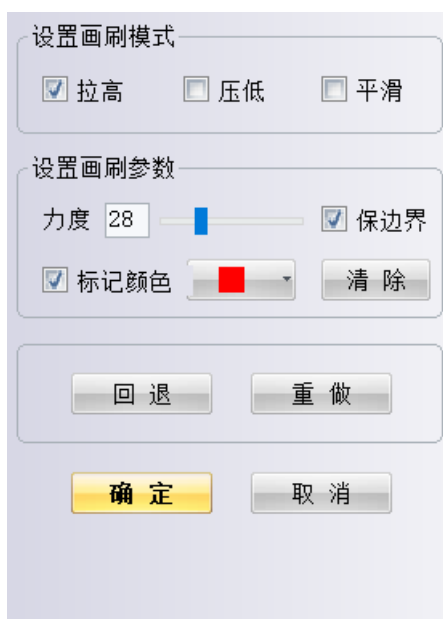 设置画刷模式
拉高 压低 平滑
设置画刷参数
力度 28 保边界
标记颜色 清除
回退 重做
确定 取消